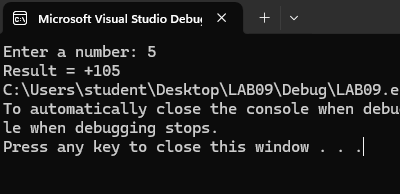 Microsoft Visual Studio Debu
Enter a number: 5
Result = +105
C:\Users\student\Desktop\LAB09\Debug\LAB09.e
To automatically close the console when debu
le when debugging stops.
Press any key to close this window . . .